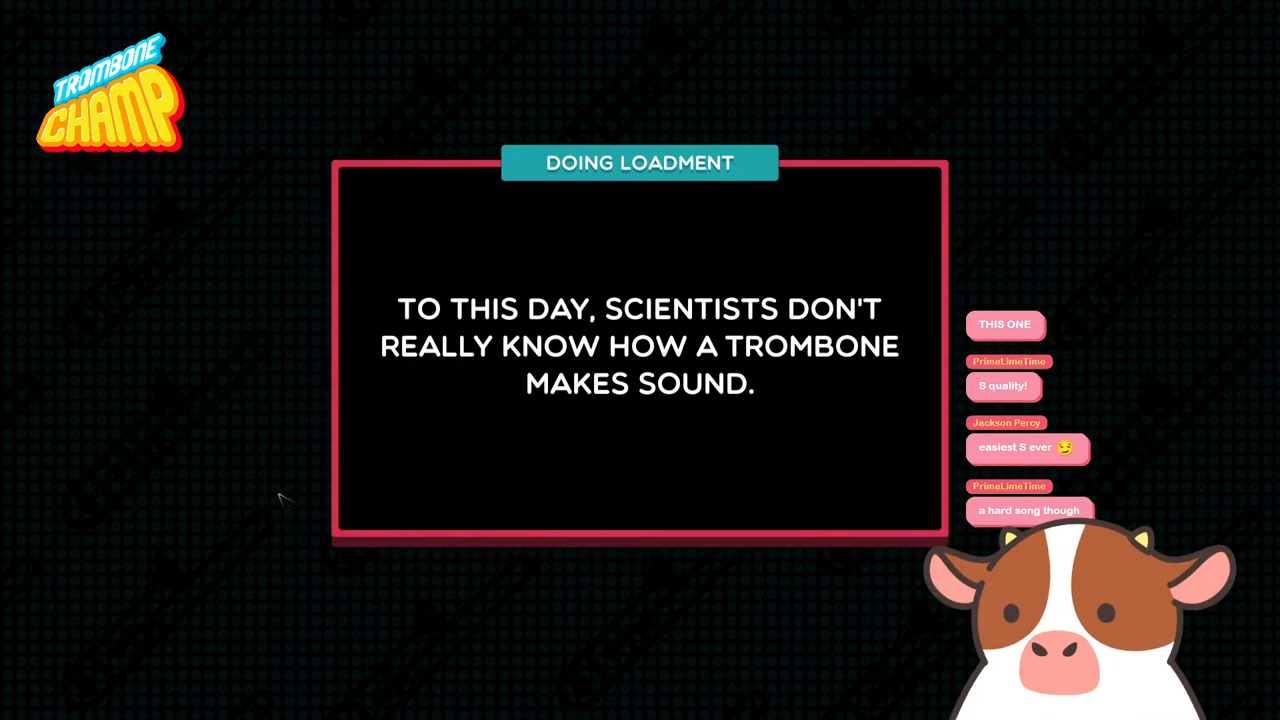 TROMBONE
CHAMP
DOING LOADMENT
TO THIS DAY, SCIENTISTS DON'T
REALLY KNOW HOW A TROMBONE
MAKES SOUND.
THIS ONE
PrimeLimeTime
S quality!
Jackson Percy
easiest S ever 😏
PrimeLimeTime
a hard song though